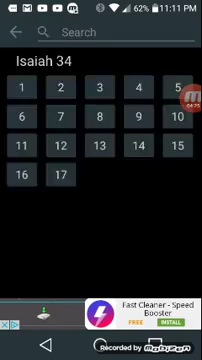 62% 11:11 PM
Search
Isaiah 34
1 2 3 4 5
6 7 8 9 10
11 12 13 14 15
16 17
Fast Cleaner - Speed
Booster
FREE INSTALL
Recorded by